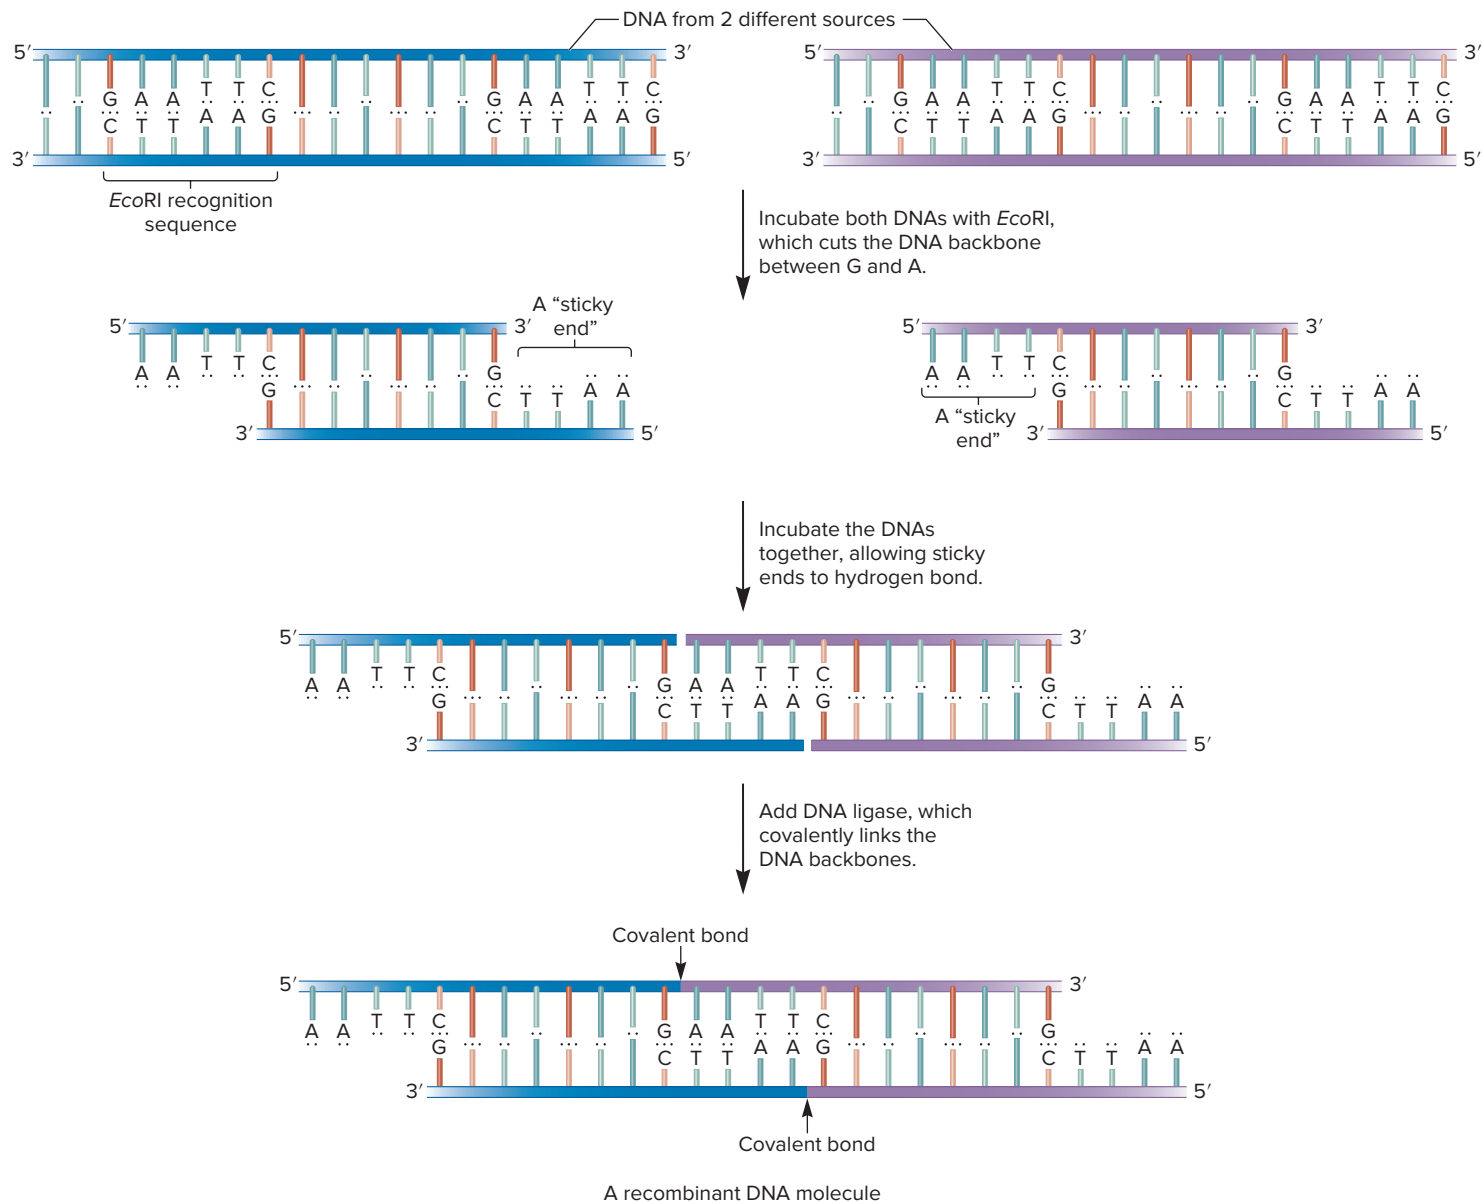 DNA from 2 different sources
5′ 3′ 5′ 3′
G A A T T C G A A T T C G A A T T C G A A T T C
C T T A A G C T T A A G C T T A A G C T T A A G
3′ 5′ 3′ 5′
EcoRI recognition
sequence
Incubate both DNAs with EcoRI,
which cuts the DNA backbone
between G and A.
A “sticky
end”
5′ 3′ 5′ 3′
A A T T C G A A T T C G
G C T T A A G C T T A A
A “sticky
end”
3′ 5′ 3′ 5′
Incubate the DNAs
together, allowing sticky
ends to hydrogen bond.
5′ 3′
A A T T C G A A T T C G
G C T T A A G C T T A A
3′ 5′
Add DNA ligase, which
covalently links the
DNA backbones.
Covalent bond
5′ 3′
A A T T C G A A T T C G
G C T T A A G C T T A A
3′ 5′
Covalent bond
A recombinant DNA molecule